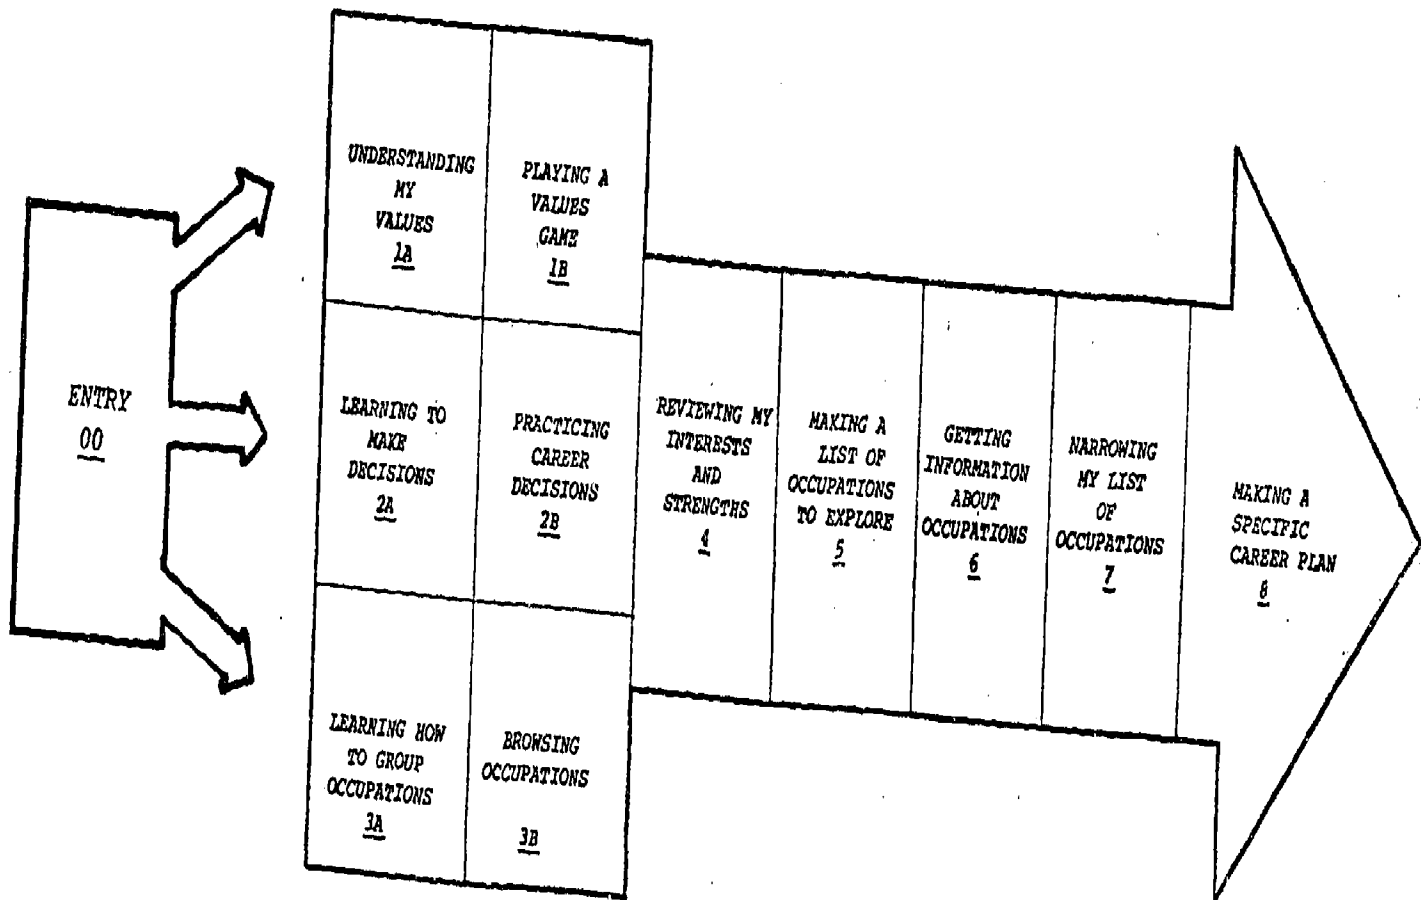 ENTRY
00
UNDERSTANDING
MY
VALUES
1A
PLAYING A
VALUES
GAME
1B
LEARNING TO
MAKE
DECISIONS
2A
PRACTICING
CAREER
DECISIONS
2B
LEARNING HOW
TO GROUP
OCCUPATIONS
3A
BROWSING
OCCUPATIONS
3B
REVIEWING MY
INTERESTS
AND
STRENGTHS
4
MAKING A
LIST OF
OCCUPATIONS
TO EXPLORE
5
GETTING
INFORMATION
ABOUT
OCCUPATIONS
6
NARROWING
MY LIST
OF
OCCUPATIONS
7
MAKING A
SPECIFIC
CAREER PLAN
8